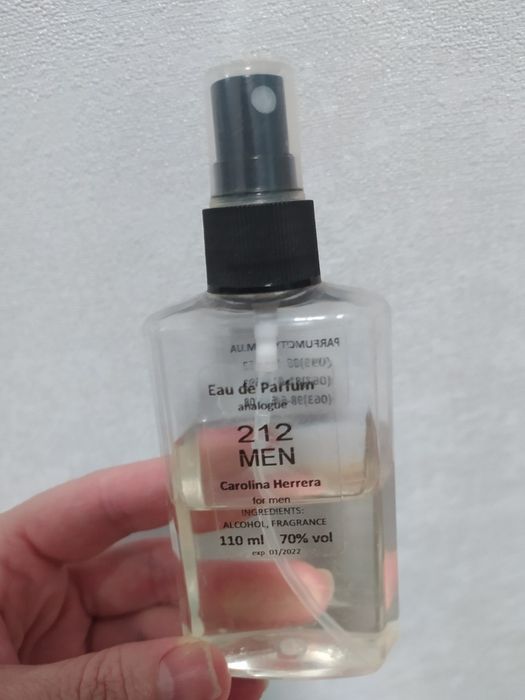 Eau de Parfum
analogue
212
MEN
Carolina Herrera
for men
INGREDIENTS:
ALCOHOL, FRAGRANCE
110 ml 70% vol
exp 03/2022